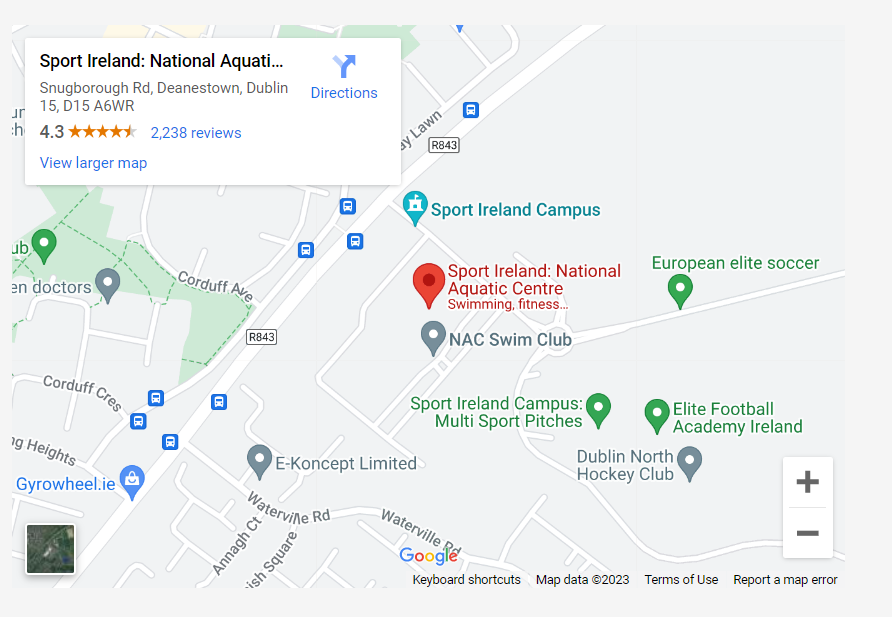 Sport Ireland: National Aquati...
Snugborough Rd, Deanestown, Dublin
15, D15 A6WR
Directions
4.3
2,238 reviews
View larger map
R843
Sport Ireland Campus
Sport Ireland: National
Aquatic Centre
Swimming, fitness...
European elite soccer
ub
en doctors
Corduff Ave
R843
NAC Swim Club
Corduff Cres
Sport Ireland Campus:
Multi Sport Pitches
Elite Football
Academy Ireland
ng Heights
E-Koncept Limited
Dublin North
Hockey Club
Gyrowheel.ie
Waterville Rd
Waterville Rd
Annagh Ct
ish Square
Google
Keyboard shortcuts
Map data ©2023
Terms of Use
Report a map error